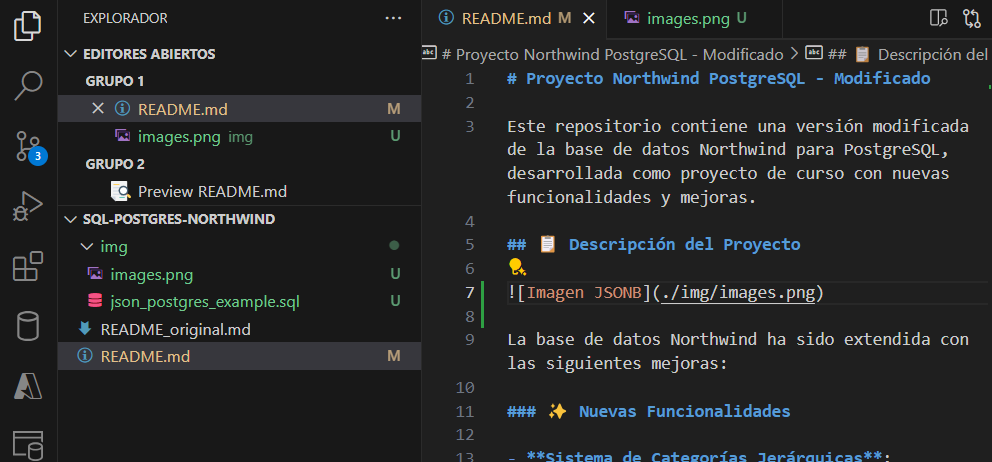 EXPLORADOR
README.md M
images.png U
EDITORES ABIERTOS
GRUPO 1
README.md M
images.png img U
GRUPO 2
Preview README.md
SQL-POSTGRES-NORTHWIND
img
images.png U
json_postgres_example.sql U
README_original.md
README.md M
3
# Proyecto Northwind PostgreSQL - Modificado > ## 📋 Descripción del
1 # Proyecto Northwind PostgreSQL - Modificado
2
3 Este repositorio contiene una versión modificada
de la base de datos Northwind para PostgreSQL,
desarrollada como proyecto de curso con nuevas
funcionalidades y mejoras.
4
5 ## 📋 Descripción del Proyecto
6
7 ![Imagen JSONB](./img/images.png)
8
9 La base de datos Northwind ha sido extendida con
las siguientes mejoras:
10
11 ### ✨ Nuevas Funcionalidades
12
13 - **Sistema de Categorías Jerárquicas**: